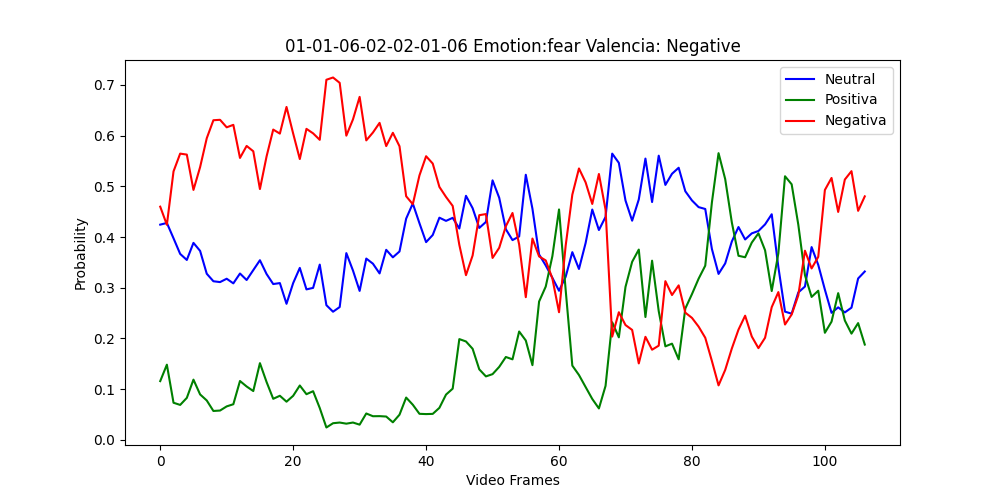 01-01-06-02-02-01-06 Emotion:fear Valencia: Negative
Neutral
Positiva
Negativa
Probability
0.7
0.6
0.5
0.4
0.3
0.2
0.1
0.0
0 20 40 60 80 100
Video Frames